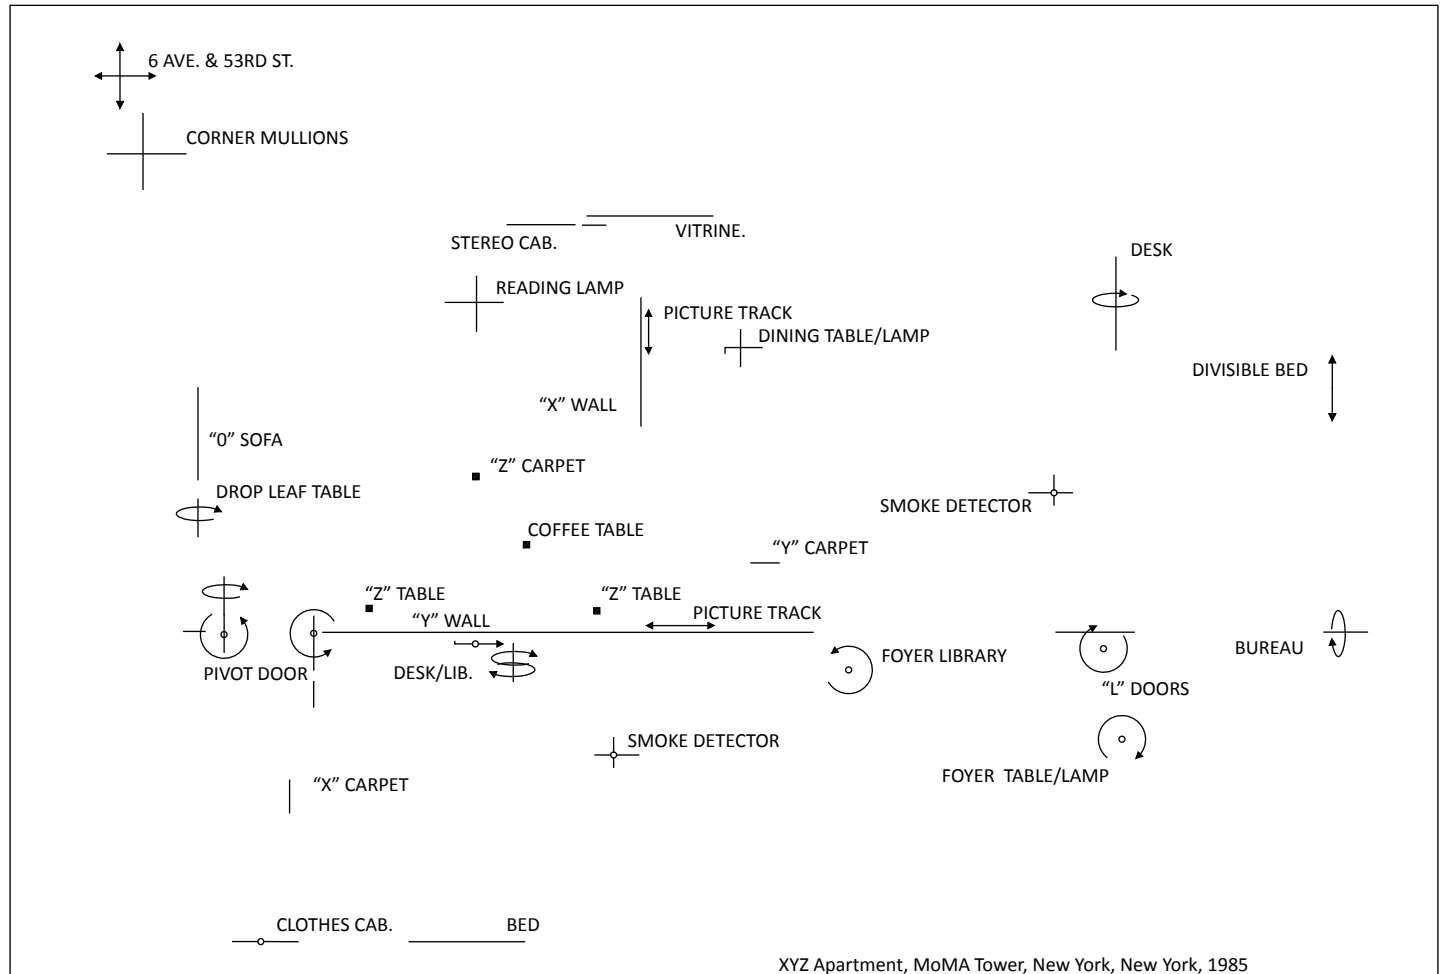 6 AVE. & 53RD ST.
CORNER MULLIONS
STEREO CAB.
VITRINE.
DESK
READING LAMP
PICTURE TRACK
DINING TABLE/LAMP
DIVISIBLE BED
“X” WALL
“0” SOFA
“Z” CARPET
DROP LEAF TABLE
SMOKE DETECTOR
COFFEE TABLE
“Y” CARPET
“Z” TABLE
“Z” TABLE
“Y” WALL
PICTURE TRACK
PIVOT DOOR
DESK/LIB.
FOYER LIBRARY
BUREAU
“L” DOORS
SMOKE DETECTOR
FOYER TABLE/LAMP
“X” CARPET
CLOTHES CAB.
BED
XYZ Apartment, MoMA Tower, New York, New York, 1985